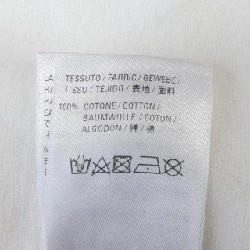 TESSUTO / FABRIC / GEWEBE /
TISSU / TEJIDO / 表地 / 面料
100% COTONE / COTTON /
BAUMWOLLE / COTON /
ALGODON / 綿 / 棉